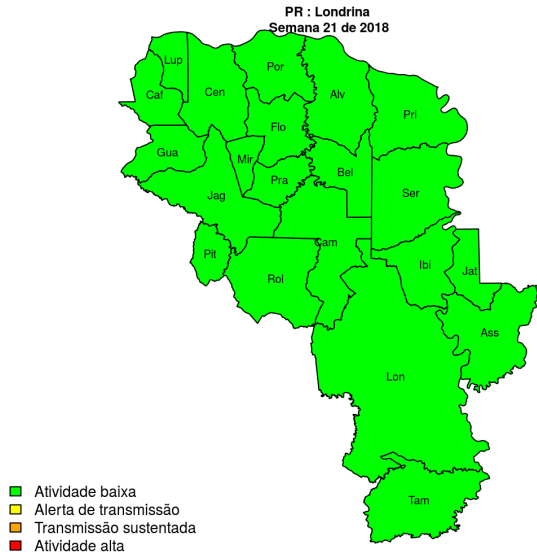 PR : Londrina
Semana 21 de 2018
Lup
Por
Caf
Cen
Alv
Pri
Flo
Gua
Mir
Bel
Pra
Ser
Jag
Cam
Pit
Ibi
Jat
Rol
Ass
Lon
Tam
Atividade baixa
Alerta de transmissão
Transmissão sustentada
Atividade alta